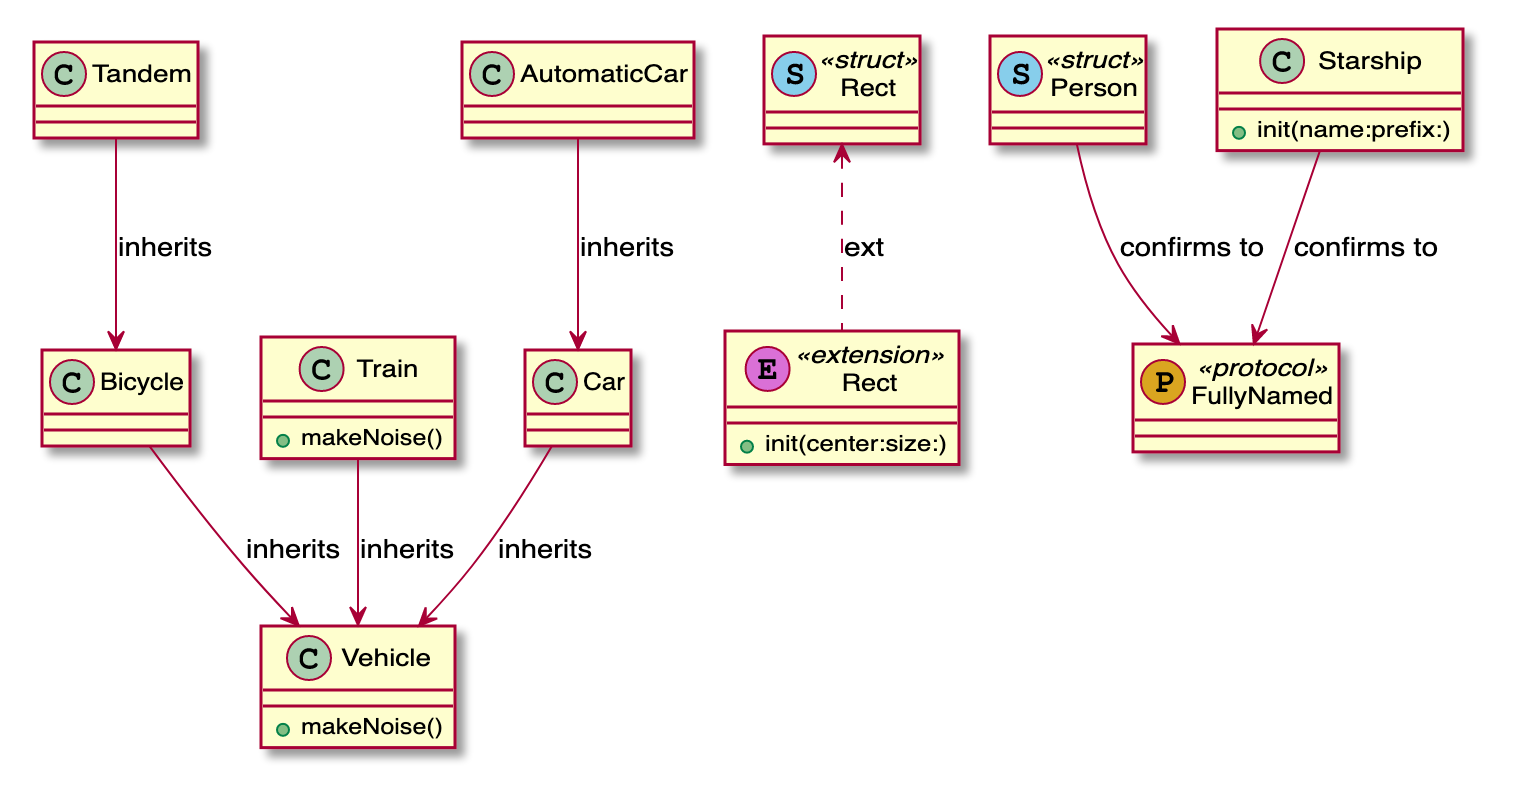 C Tandem
C AutomaticCar
S «struct»
Rect
S «struct»
Person
C Starship
init(name:prefix:)
inherits
inherits
ext
confirms to
confirms to
C Bicycle
C Train
makeNoise()
C Car
E «extension»
Rect
init(center:size:)
P «protocol»
FullyNamed
inherits
inherits
inherits
C Vehicle
makeNoise()